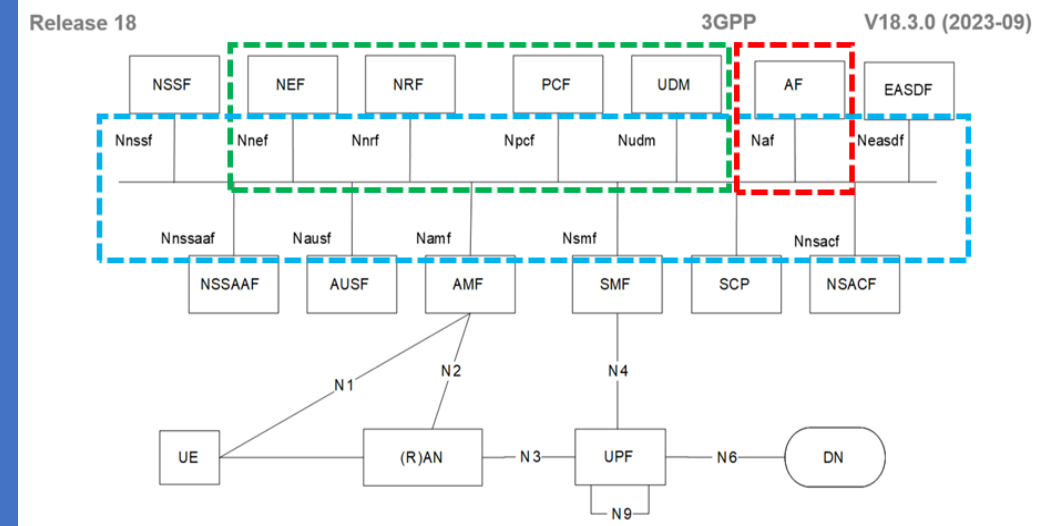 Release 18 3GPP V18.3.0 (2023-09)
NSSF NEF NRF PCF UDM AF EASDF
Nnssf Nnef Nnrf Npcf Nudm Naf Neasdf
Nnssaaf Nausf Namf Nsmf Nnsacf
NSSAAF AUSF AMF SMF SCP NSACF
N1 N2 N4
UE (R)AN N3 UPF N6 DN
N9